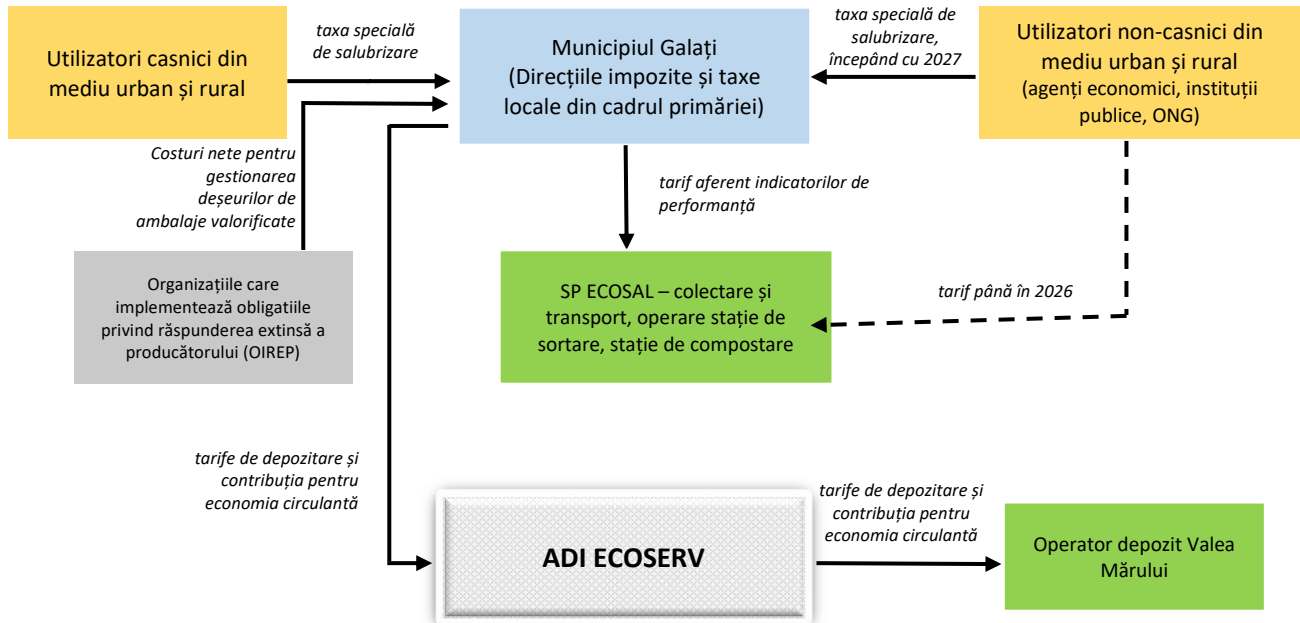 Utilizatori casnici din
mediu urban și rural
taxa specială
de salubrizare
Municipiul Galați
(Direcțiile impozite și taxe
locale din cadrul primăriei)
taxa specială de
salubrizare,
începând cu 2027
Utilizatori non-casnici din
mediu urban și rural
(agenți economici, instituții
publice, ONG)
Costuri nete pentru
gestionarea
deșeurilor de
ambalaje valorificate
tarif aferent indicatorilor de
performanță
Organizațiile care
implementează obligatiile
privind răspunderea extinsă a
producătorului (OIREP)
SP ECOSAL – colectare și
transport, operare stație de
sortare, stație de compostare
tarif până în 2026
tarife de depozitare și
contribuția pentru
economia circulantă
ADI ECOSERV
tarife de depozitare și
contribuția pentru
economia circulantă
Operator depozit Valea
Mărului